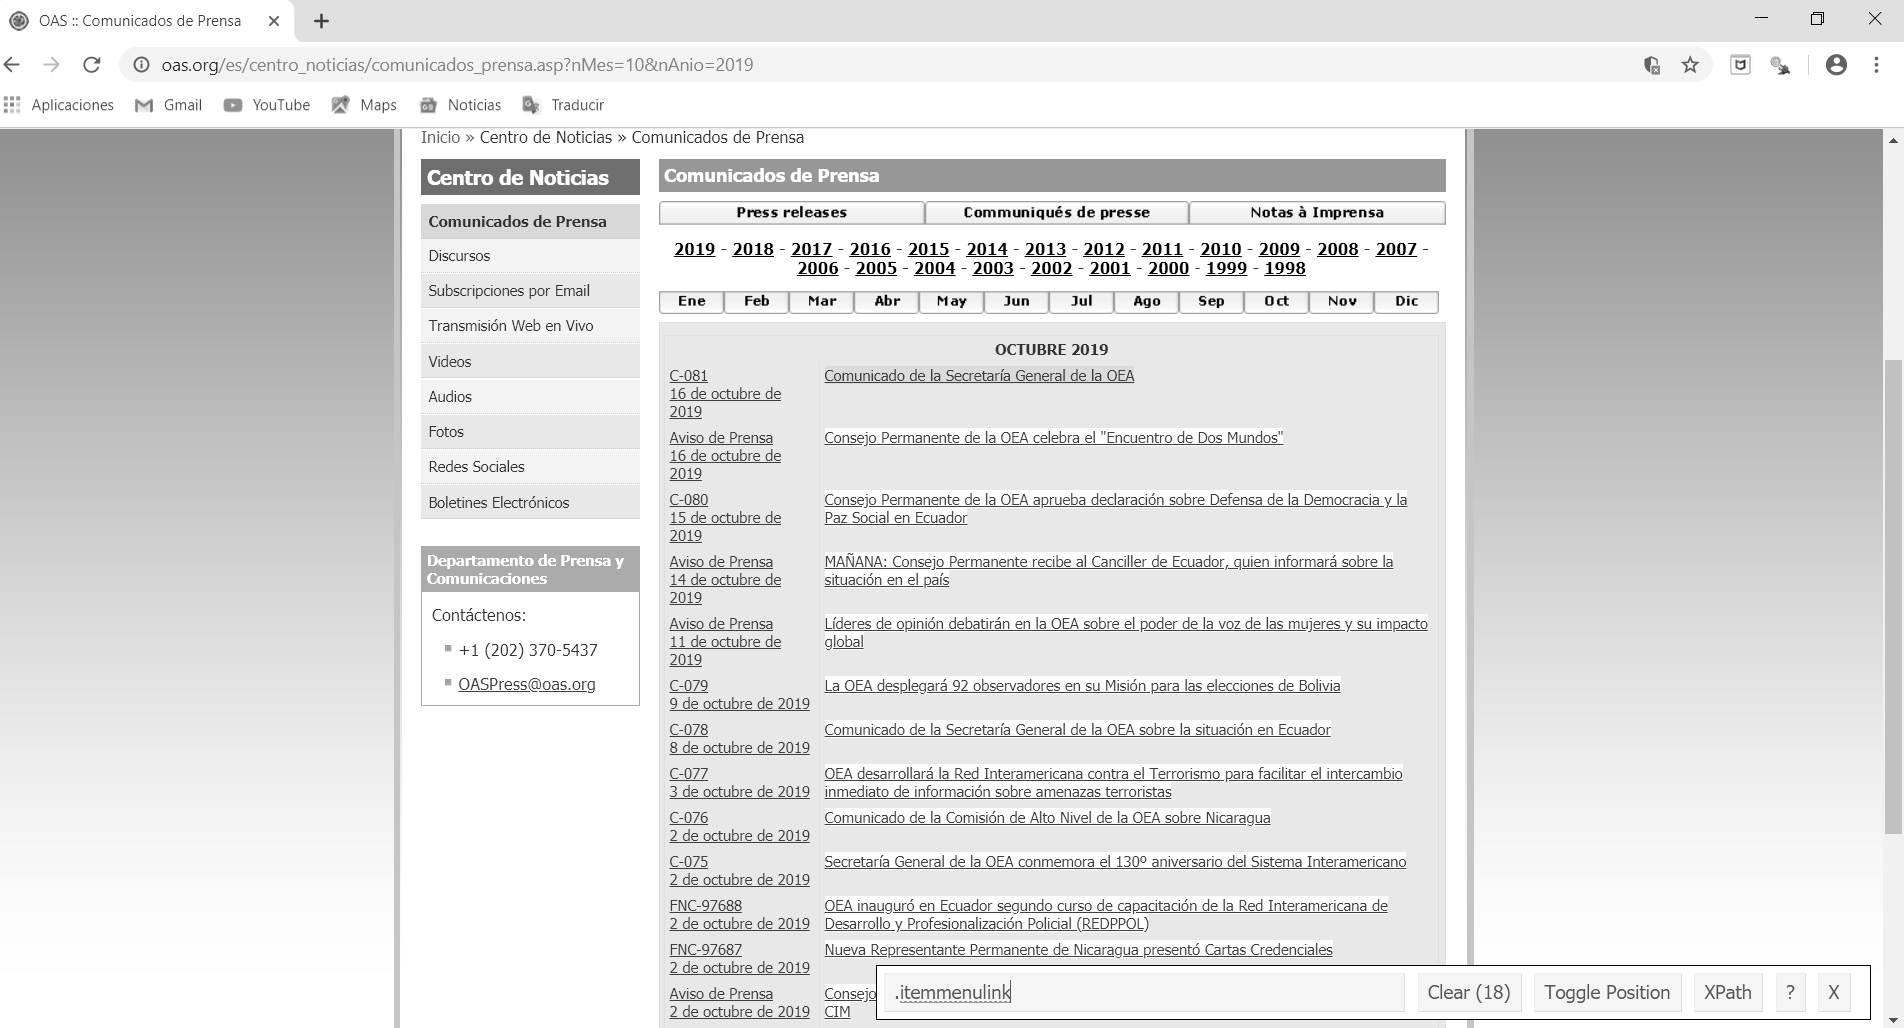 OAS :: Comunicados de Prensa
oas.org/es/centro_noticias/comunicados_prensa.asp?nMes=10&nAnio=2019
Aplicaciones Gmail YouTube Maps Noticias Traducir
Inicio » Centro de Noticias » Comunicados de Prensa
Centro de Noticias
Comunicados de Prensa
Discursos
Subscripciones por Email
Transmisión Web en Vivo
Videos
Audios
Fotos
Redes Sociales
Boletines Electrónicos
Departamento de Prensa y
Comunicaciones
Contáctenos:
+1 (202) 370-5437
OASPress@oas.org
Comunicados de Prensa
Press releases Communiqués de presse Notas à Imprensa
2019 - 2018 - 2017 - 2016 - 2015 - 2014 - 2013 - 2012 - 2011 - 2010 - 2009 - 2008 - 2007 -
2006 - 2005 - 2004 - 2003 - 2002 - 2001 - 2000 - 1999 - 1998
Ene Feb Mar Abr May Jun Jul Ago Sep Oct Nov Dic
OCTUBRE 2019
C-081
16 de octubre de
2019
Comunicado de la Secretaría General de la OEA
Aviso de Prensa
16 de octubre de
2019
Consejo Permanente de la OEA celebra el "Encuentro de Dos Mundos"
C-080
15 de octubre de
2019
Consejo Permanente de la OEA aprueba declaración sobre Defensa de la Democracia y la
Paz Social en Ecuador
Aviso de Prensa
14 de octubre de
2019
MAÑANA: Consejo Permanente recibe al Canciller de Ecuador, quien informará sobre la
situación en el país
Aviso de Prensa
11 de octubre de
2019
Líderes de opinión debatirán en la OEA sobre el poder de la voz de las mujeres y su impacto
global
C-079
9 de octubre de 2019
La OEA desplegará 92 observadores en su Misión para las elecciones de Bolivia
C-078
8 de octubre de 2019
Comunicado de la Secretaría General de la OEA sobre la situación en Ecuador
C-077
3 de octubre de 2019
OEA desarrollará la Red Interamericana contra el Terrorismo para facilitar el intercambio
inmediato de información sobre amenazas terroristas
C-076
2 de octubre de 2019
Comunicado de la Comisión de Alto Nivel de la OEA sobre Nicaragua
C-075
2 de octubre de 2019
Secretaría General de la OEA conmemora el 130º aniversario del Sistema Interamericano
FNC-97688
2 de octubre de 2019
OEA inauguró en Ecuador segundo curso de capacitación de la Red Interamericana de
Desarrollo y Profesionalización Policial (REDPPOL)
FNC-97687
2 de octubre de 2019
Nueva Representante Permanente de Nicaragua presentó Cartas Credenciales
Aviso de Prensa
2 de octubre de 2019
Consejo
CIM
.itemmenulink Clear (18) Toggle Position XPath ? X